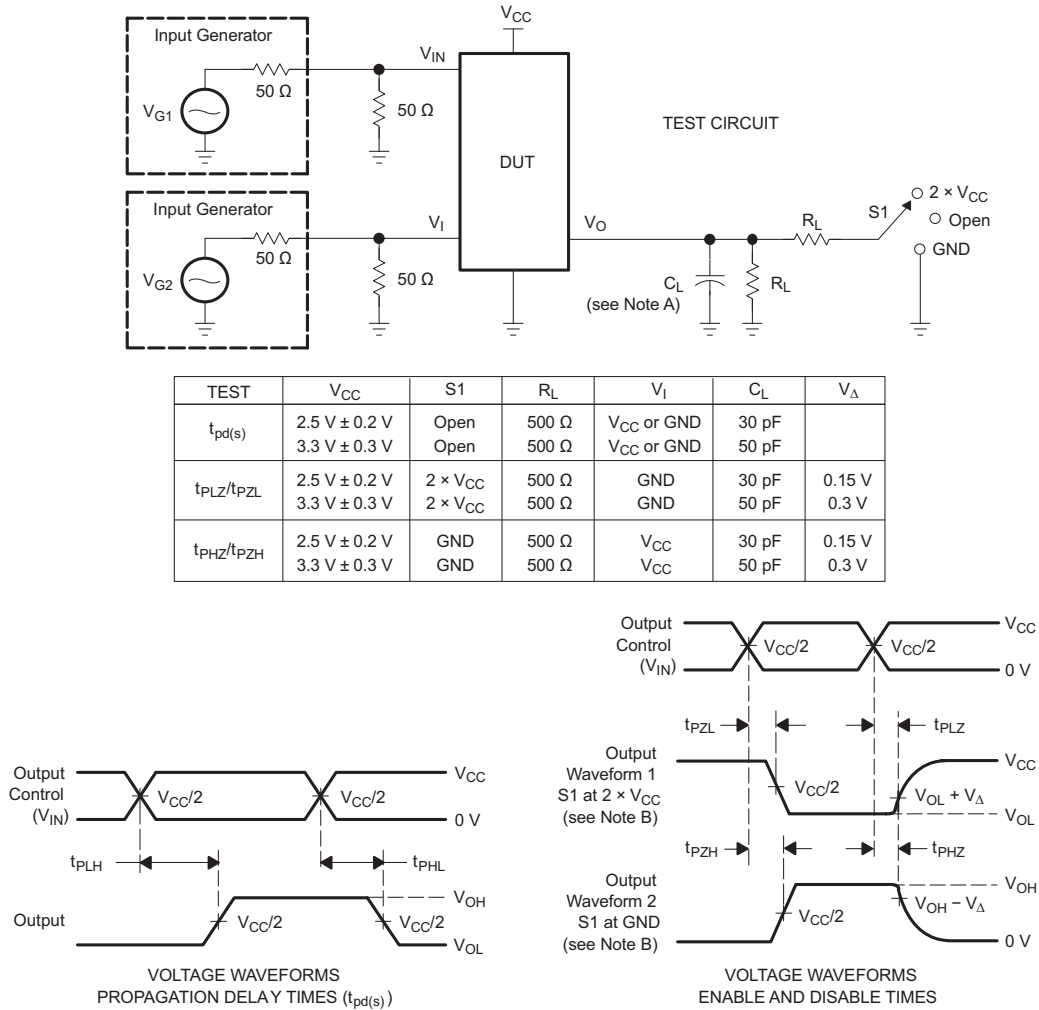 V_CC
Input Generator
V_G1
50 Ω
V_IN
50 Ω
DUT
TEST CIRCUIT
Input Generator
V_G2
50 Ω
V_I
50 Ω
V_O
C_L
(see Note A)
R_L
R_L
S1
2 × V_CC
Open
GND
TEST V_CC S1 R_L V_I C_L V_Δ
t_pd(s) 2.5 V ± 0.2 V Open 500 Ω V_CC or GND 30 pF
3.3 V ± 0.3 V Open 500 Ω V_CC or GND 50 pF
t_PLZ/t_PZL 2.5 V ± 0.2 V 2 × V_CC 500 Ω GND 30 pF 0.15 V
3.3 V ± 0.3 V 2 × V_CC 500 Ω GND 50 pF 0.3 V
t_PHZ/t_PZH 2.5 V ± 0.2 V GND 500 Ω V_CC 30 pF 0.15 V
3.3 V ± 0.3 V GND 500 Ω V_CC 50 pF 0.3 V
Output
Control
(V_IN)
V_CC/2
V_CC/2
V_CC
0 V
t_PLH
t_PHL
Output
V_CC/2
V_CC/2
V_OH
V_OL
VOLTAGE WAVEFORMS
PROPAGATION DELAY TIMES (t_pd(s))
Output
Control
(V_IN)
V_CC/2
V_CC/2
V_CC
0 V
t_PZL
t_PLZ
Output
Waveform 1
S1 at 2 × V_CC
(see Note B)
V_CC/2
V_CC
V_OL + V_Δ
V_OL
t_PZH
t_PHZ
Output
Waveform 2
S1 at GND
(see Note B)
V_CC/2
V_OH
V_OH − V_Δ
0 V
VOLTAGE WAVEFORMS
ENABLE AND DISABLE TIMES